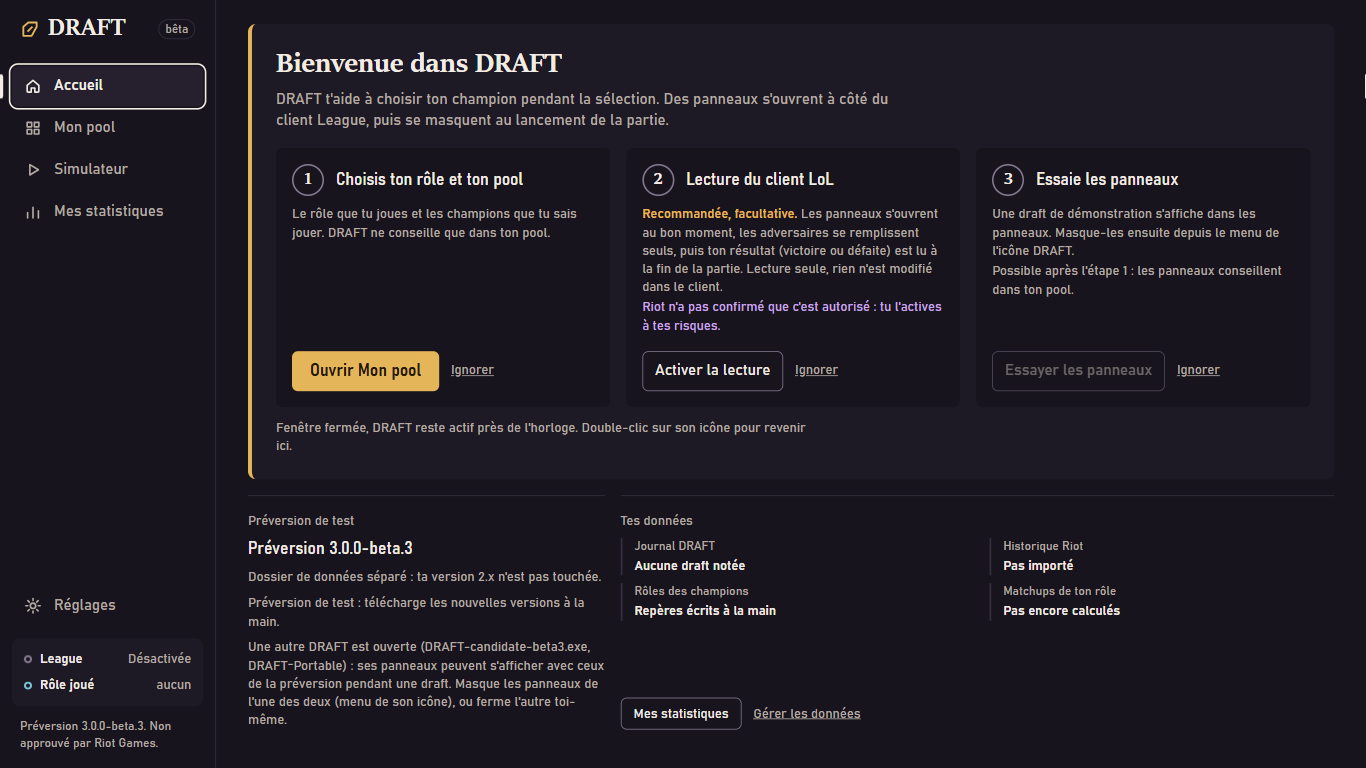 DRAFT
bêta
Accueil
Mon pool
Simulateur
Mes statistiques
Réglages
League
Désactivée
Rôle joué
aucun
Préversion 3.0.0-beta.3. Non
approuvé par Riot Games.
Bienvenue dans DRAFT
DRAFT t'aide à choisir ton champion pendant la sélection. Des panneaux s'ouvrent à côté du
client League, puis se masquent au lancement de la partie.
1
Choisis ton rôle et ton pool
Le rôle que tu joues et les champions que tu sais
jouer. DRAFT ne conseille que dans ton pool.
Ouvrir Mon pool
Ignorer
2
Lecture du client LoL
Recommandée, facultative. Les panneaux s'ouvrent
au bon moment, les adversaires se remplissent
seuls, puis ton résultat (victoire ou défaite) est lu à
la fin de la partie. Lecture seule, rien n'est modifié
dans le client.
Riot n'a pas confirmé que c'est autorisé : tu l'actives
à tes risques.
Activer la lecture
Ignorer
3
Essaie les panneaux
Une draft de démonstration s'affiche dans les
panneaux. Masque-les ensuite depuis le menu de
l'icône DRAFT.
Possible après l'étape 1 : les panneaux conseillent
dans ton pool.
Essayer les panneaux
Ignorer
Fenêtre fermée, DRAFT reste actif près de l'horloge. Double-clic sur son icône pour revenir
ici.
Préversion de test
Préversion 3.0.0-beta.3
Dossier de données séparé : ta version 2.x n'est pas touchée.
Préversion de test : télécharge les nouvelles versions à la
main.
Une autre DRAFT est ouverte (DRAFT-candidate-beta3.exe,
DRAFT-Portable) : ses panneaux peuvent s'afficher avec ceux
de la préversion pendant une draft. Masque les panneaux de
l'une des deux (menu de son icône), ou ferme l'autre toi-
même.
Tes données
Journal DRAFT
Aucune draft notée
Historique Riot
Pas importé
Rôles des champions
Repères écrits à la main
Matchups de ton rôle
Pas encore calculés
Mes statistiques
Gérer les données